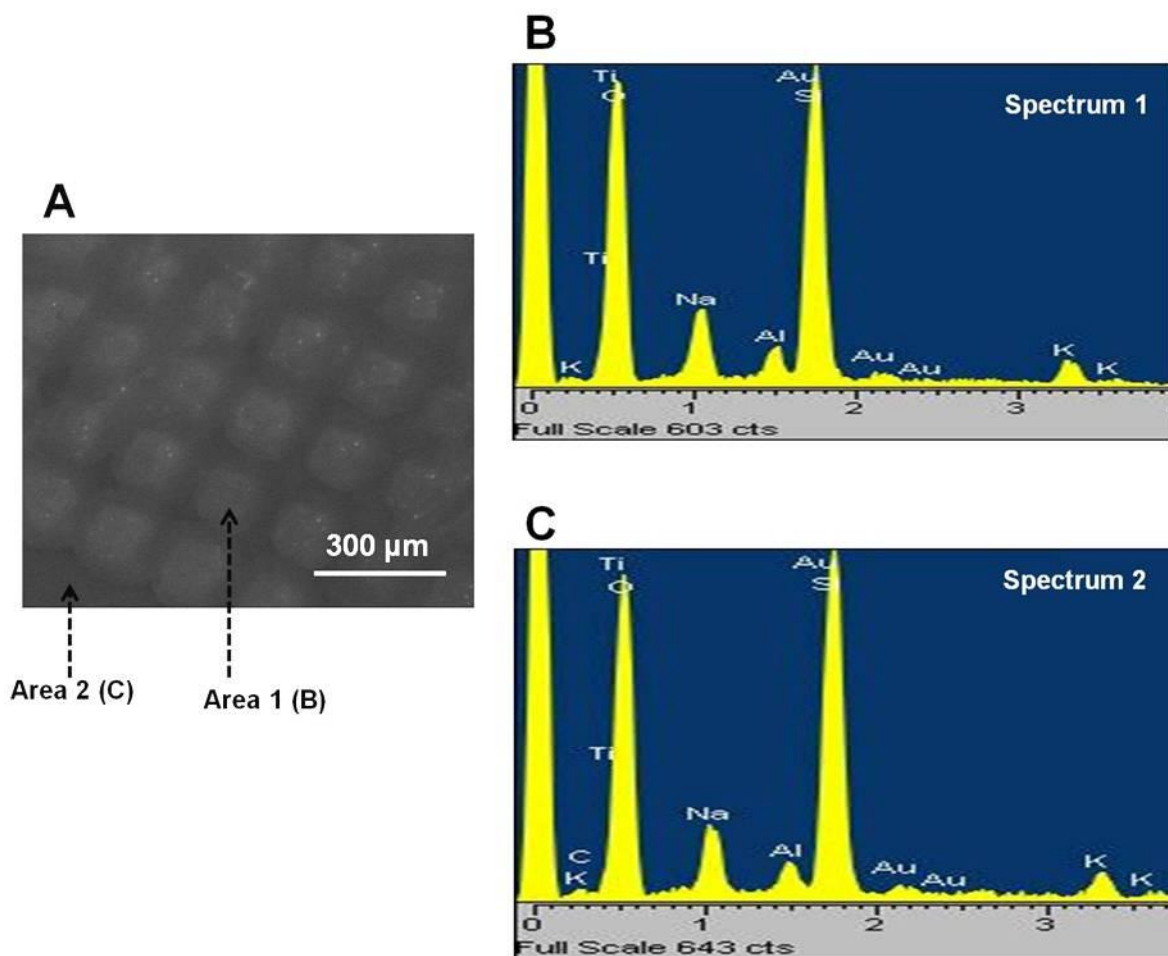 A
300 µm
Area 2 (C)
Area 1 (B)
B
Spectrum 1
Ti
O
Au
Si
Ti
Na
Al
Au
Au
K
K
K
0 1 2 3
Full Scale 603 cts
C
Spectrum 2
Ti
O
Au
Ti
Na
C
K
Al
Au
Au
K
K
0 1 2 3
Full Scale 643 cts